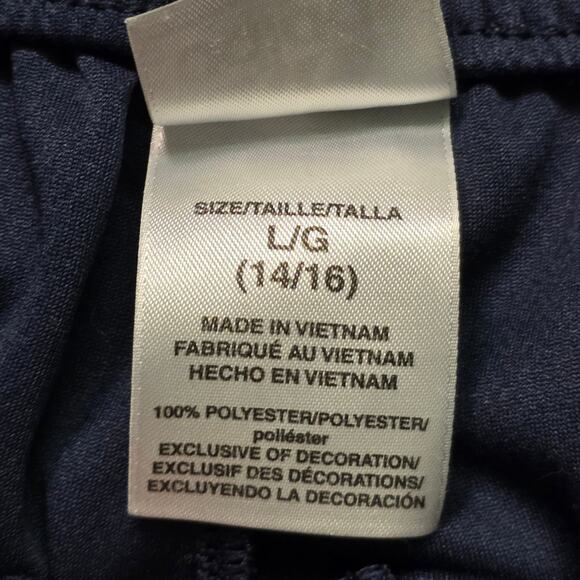 SIZE/TAILLE/TALLA
L/G
(14/16)
MADE IN VIETNAM
FABRIQUÉ AU VIETNAM
HECHO EN VIETNAM
100% POLYESTER/POLYESTER/
poliéster
EXCLUSIVE OF DECORATION/
EXCLUSIF DES DÉCORATIONS/
EXCLUYENDO LA DECORACIÓN